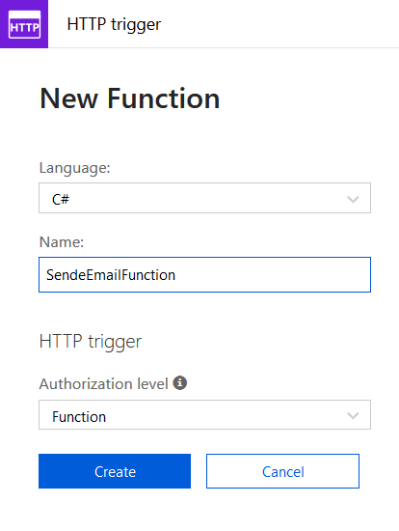 HTTP
HTTP trigger
New Function
Language:
C#
Name:
SendeEmailFunction
HTTP trigger
Authorization level
Function
Create
Cancel